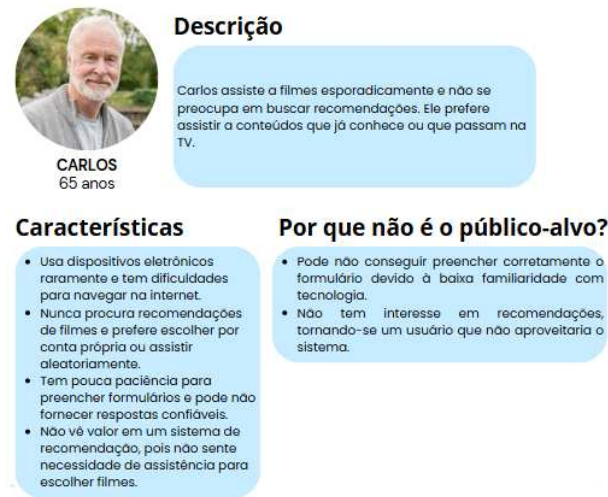 Descrição
Carlos assiste a filmes esporadicamente e não se
preocupa em buscar recomendações. Ele prefere
assistir a conteúdos que já conhece ou que passam na
TV.
CARLOS
65 anos
Características
• Usa dispositivos eletrônicos
raramente e tem dificuldades
para navegar na internet.
• Nunca procura recomendações
de filmes e prefere escolher por
conta própria ou assistir
aleatoriamente.
• Tem pouca paciência para
preencher formulários e pode não
fornecer respostas confiáveis.
• Não vê valor em um sistema de
recomendação, pois não sente
necessidade de assistência para
escolher filmes.
Por que não é o público-alvo?
• Pode não conseguir preencher corretamente o
formulário devido à baixa familiaridade com
tecnologia.
• Não tem interesse em recomendações,
tornando-se um usuário que não aproveitaria o
sistema.